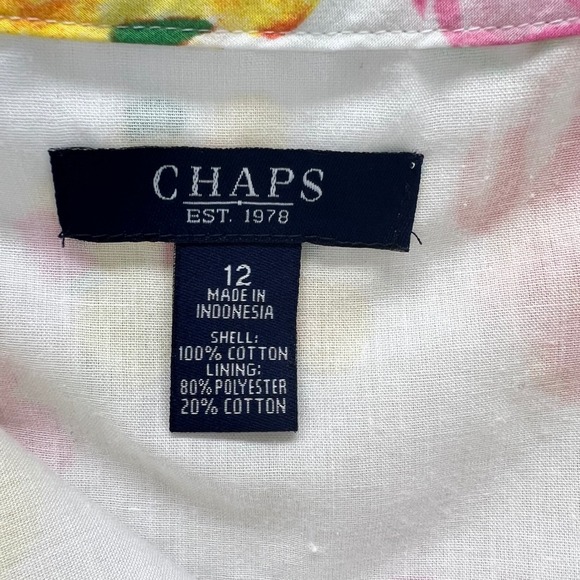 CHAPS
EST. 1978
12
MADE IN
INDONESIA
SHELL:
100% COTTON
LINING:
80% POLYESTER
20% COTTON